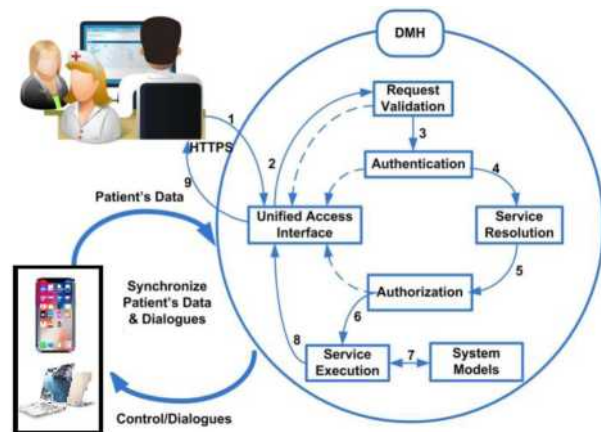 DMH
Request
Validation
1
2
3
HTTPS
Authentication
4
9
Patient's Data
Unified Access
Interface
Service
Resolution
Synchronize
Patient's Data
& Dialogues
5
Authorization
6
8
Service
Execution
7
System
Models
Control/Dialogues